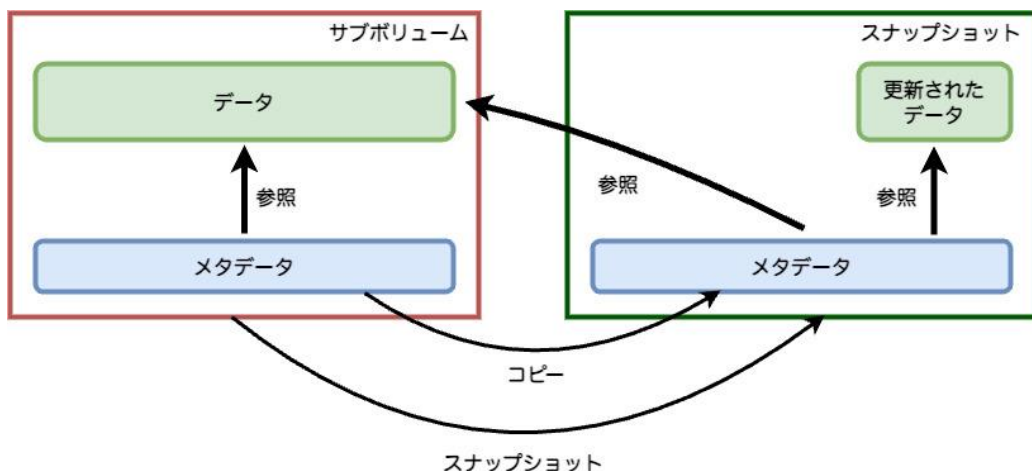 サブボリューム
スナップショット
データ
更新された
データ
参照
参照
参照
メタデータ
メタデータ
コピー
スナップショット